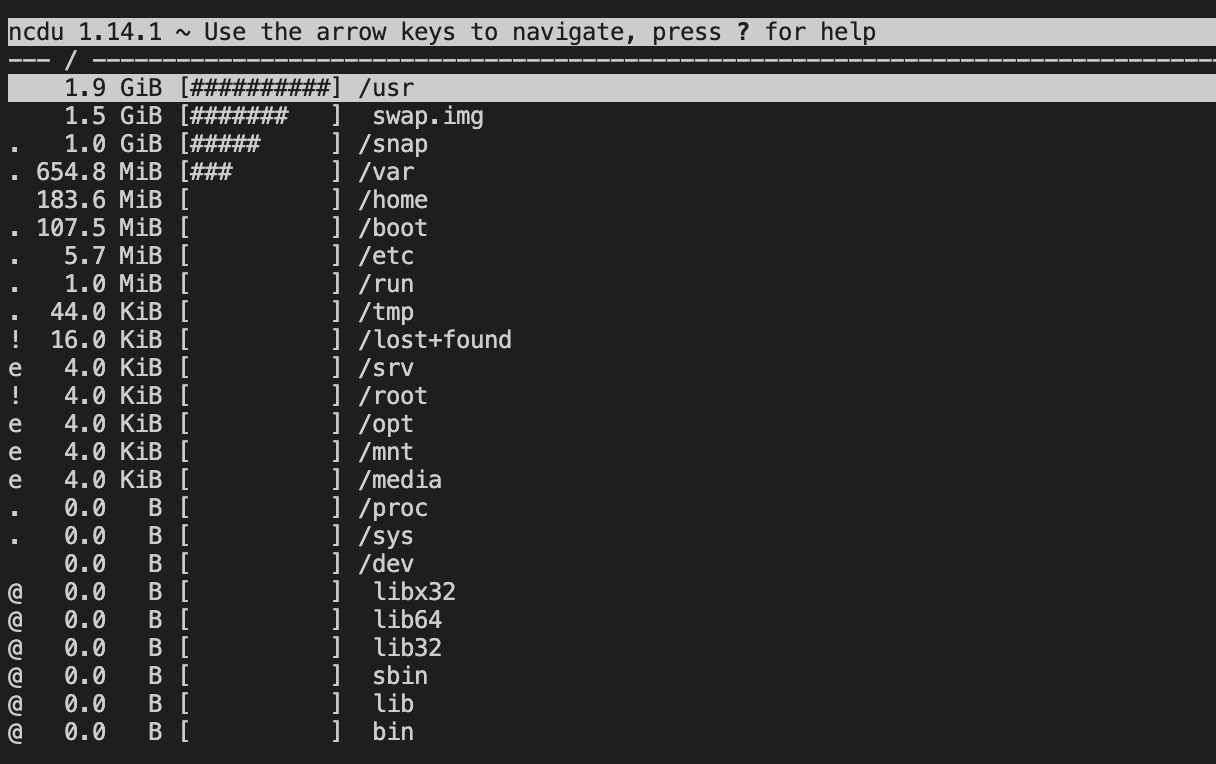 ncdu 1.14.1 ~ Use the arrow keys to navigate, press ? for help
--- / --------------------------------------------------------------------------------
    1.9 GiB [##########] /usr
    1.5 GiB [#######   ]  swap.img
.   1.0 GiB [#####     ] /snap
. 654.8 MiB [###       ] /var
  183.6 MiB [          ] /home
. 107.5 MiB [          ] /boot
.   5.7 MiB [          ] /etc
.   1.0 MiB [          ] /run
.  44.0 KiB [          ] /tmp
!  16.0 KiB [          ] /lost+found
e   4.0 KiB [          ] /srv
!   4.0 KiB [          ] /root
e   4.0 KiB [          ] /opt
e   4.0 KiB [          ] /mnt
e   4.0 KiB [          ] /media
.   0.0   B [          ] /proc
.   0.0   B [          ] /sys
    0.0   B [          ] /dev
@   0.0   B [          ]  libx32
@   0.0   B [          ]  lib64
@   0.0   B [          ]  lib32
@   0.0   B [          ]  sbin
@   0.0   B [          ]  lib
@   0.0   B [          ]  bin